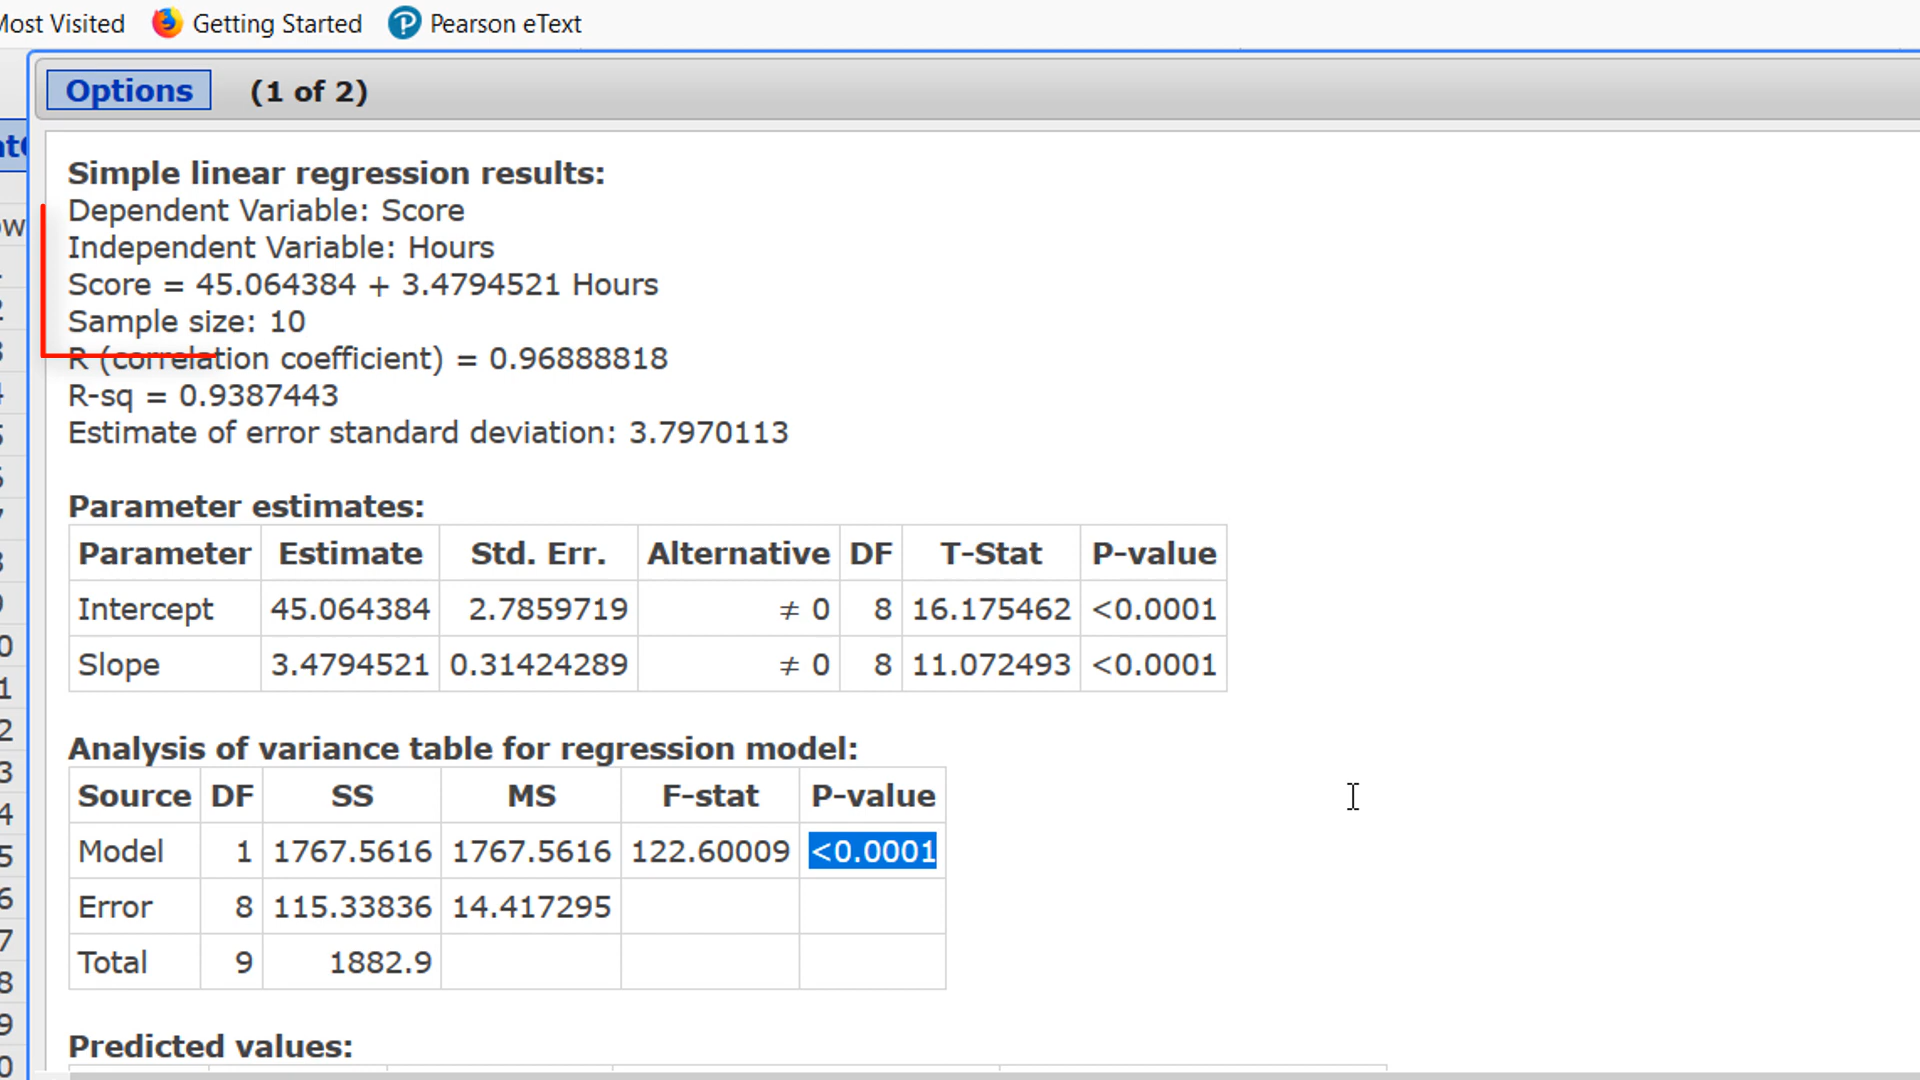 Most Visited Getting Started Pearson eText
Options (1 of 2)
Simple linear regression results:
Dependent Variable: Score
Independent Variable: Hours
Score = 45.064384 + 3.4794521 Hours
Sample size: 10
R (correlation coefficient) = 0.96888818
R-sq = 0.9387443
Estimate of error standard deviation: 3.7970113
Parameter estimates:
Parameter Estimate Std. Err. Alternative DF T-Stat P-value
Intercept 45.064384 2.7859719 ≠ 0 8 16.175462 <0.0001
Slope 3.4794521 0.31424289 ≠ 0 8 11.072493 <0.0001
Analysis of variance table for regression model:
Source DF SS MS F-stat P-value
Model 1 1767.5616 1767.5616 122.60009 <0.0001
Error 8 115.33836 14.417295
Total 9 1882.9
Predicted values: